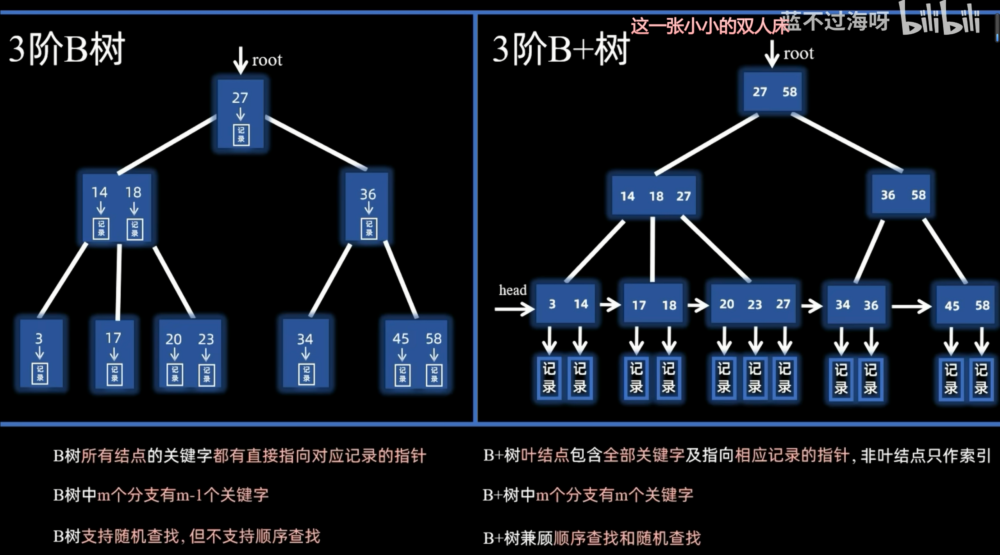 这一张小小的双人床
蓝不过海呀 bilibili
3阶B树
root
27
记录
14 18
记录 记录
36
记录
3
记录
17
记录
20 23
记录 记录
34
记录
45 58
记录 记录
3阶B+树
root
27 58
14 18 27
36 58
head
3 14
17 18
20 23 27
34 36
45 58
记录 记录 记录 记录 记录 记录 记录 记录 记录 记录 记录
B树所有结点的关键字都有直接指向对应记录的指针
B树中m个分支有m-1个关键字
B树支持随机查找,但不支持顺序查找
B+树叶结点包含全部关键字及指向相应记录的指针,非叶结点只作索引
B+树中m个分支有m个关键字
B+树兼顾顺序查找和随机查找